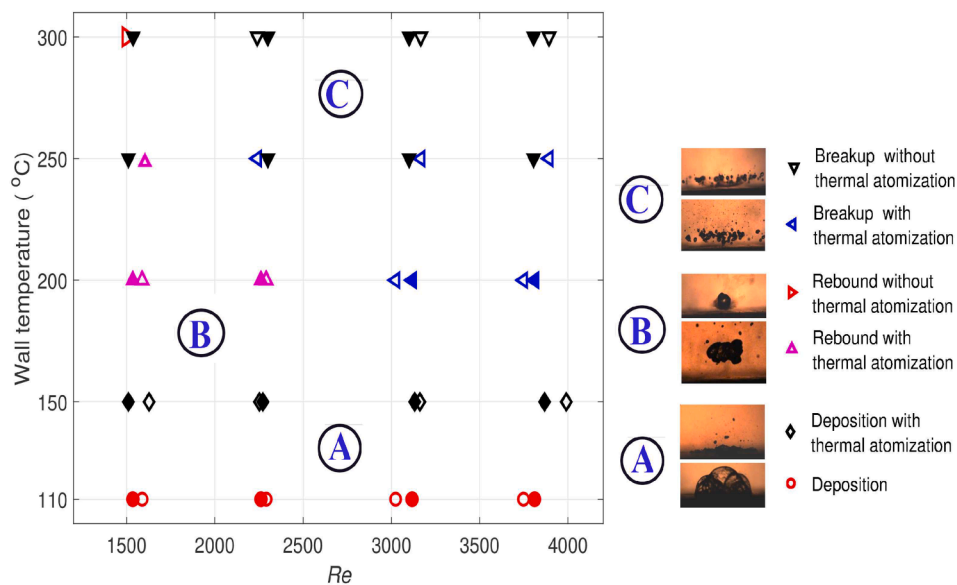 300
250
200
150
110
Wall temperature ( °C)
1500
2000
2500
3000
3500
4000
Re
C
B
A
C
Breakup without
thermal atomization
Breakup with
thermal atomization
B
Rebound without
thermal atomization
Rebound with
thermal atomization
A
Deposition with
thermal atomization
Deposition